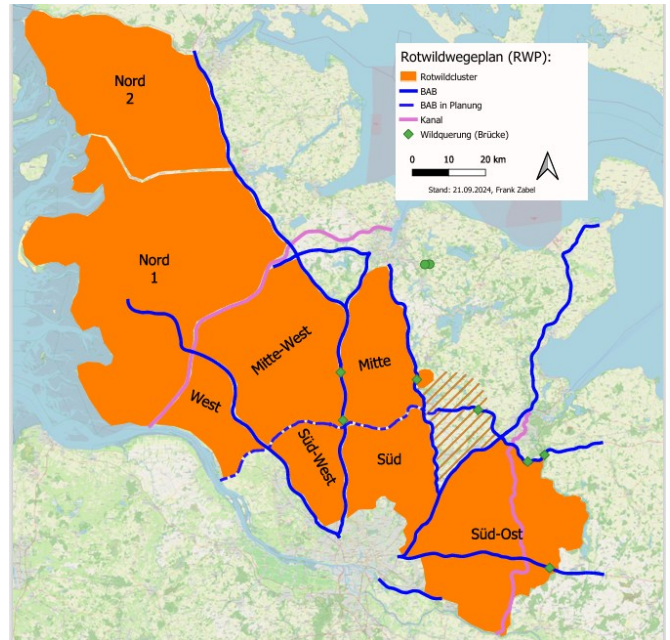 Rotwildwegeplan (RWP):
Rotwildcluster
BAB
BAB in Planung
Kanal
Wildquerung (Brücke)
0 10 20 km
Stand: 21.09.2024, Frank Zabel
Nord
2
Nord
1
Mitte-West
Mitte
West
Süd-West
Süd
Süd-Ost